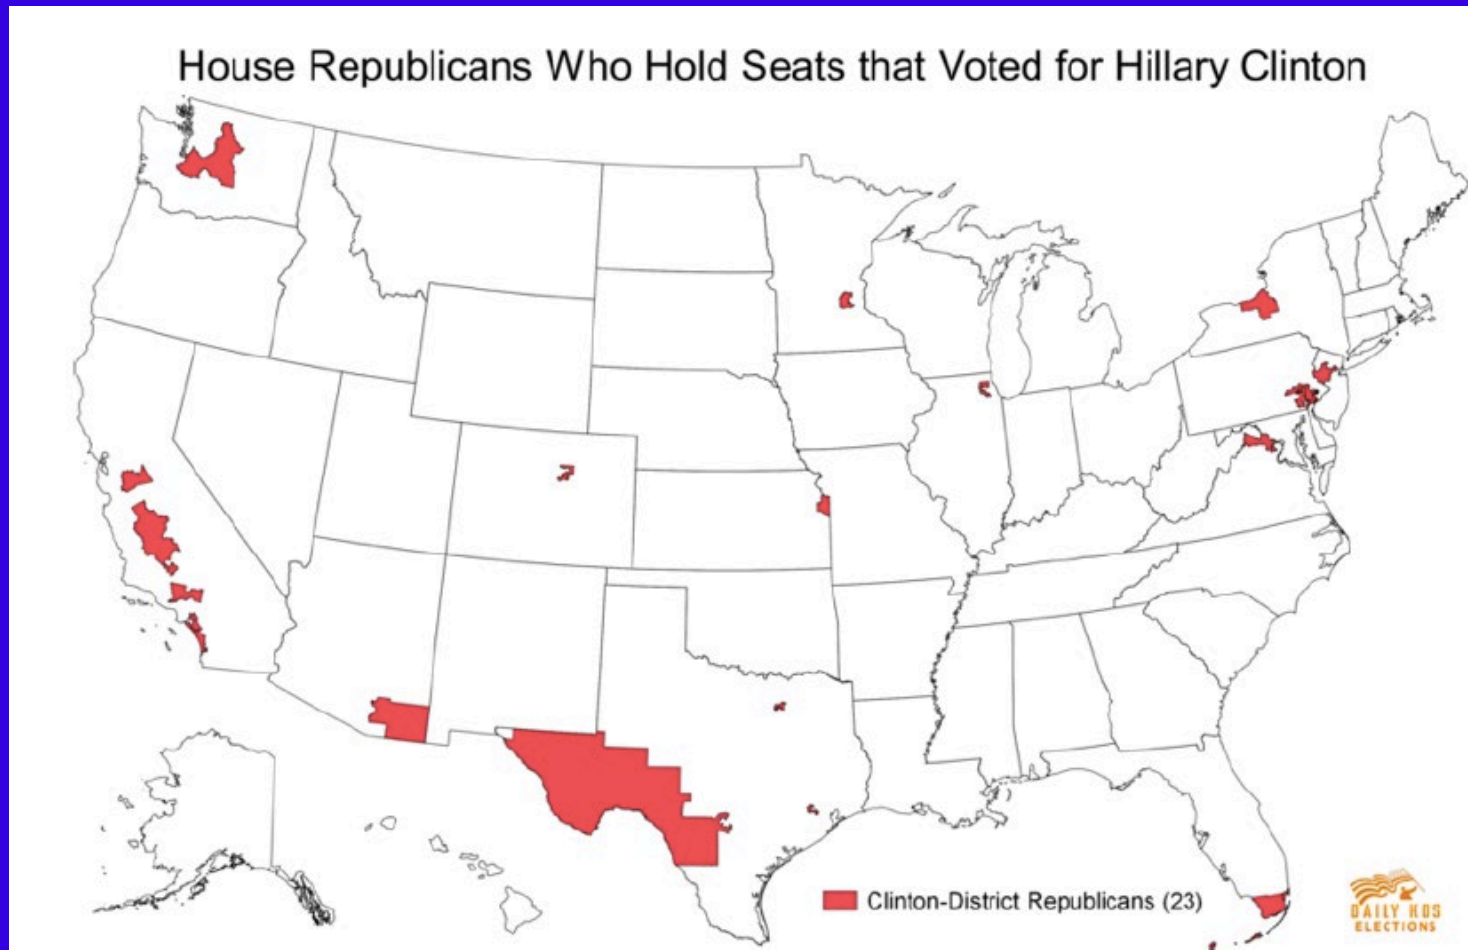 House Republicans Who Hold Seats that Voted for Hillary Clinton
Clinton-District Republicans (23)
DAILY KOS
ELECTIONS